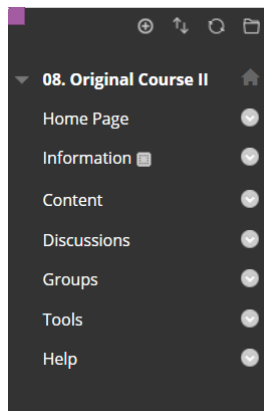 08. Original Course II
Home Page
Information
Content
Discussions
Groups
Tools
Help